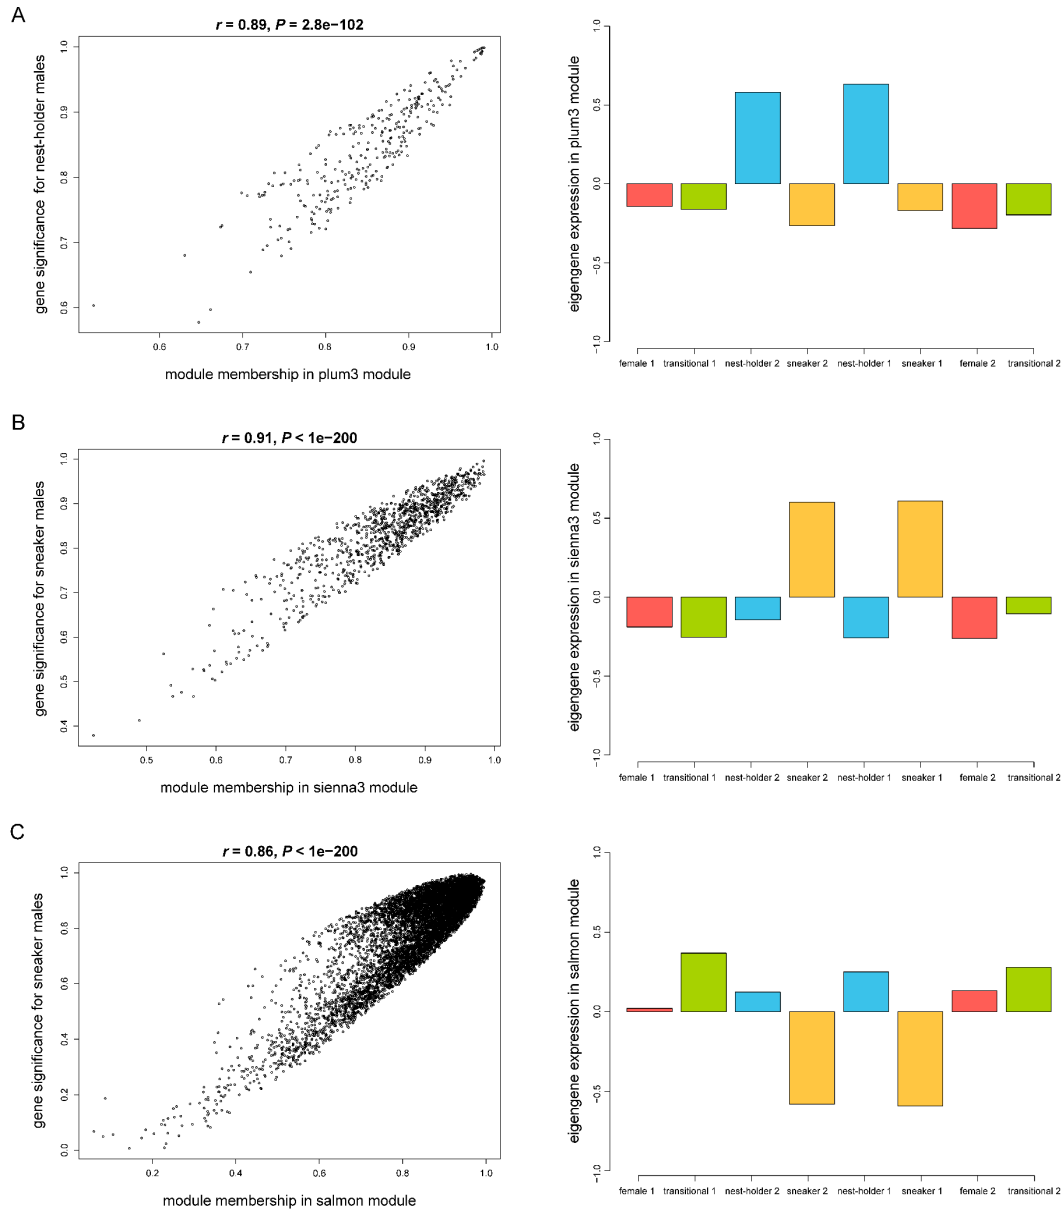 A
r = 0.89, P = 2.8e−102
gene significance for nest-holder males
1.0
0.9
0.8
0.7
0.6
0.6 0.7 0.8 0.9 1.0
module membership in plum3 module
eigengene expression in plum3 module
1.0
0.5
0.0
−0.5
−1.0
female 1 transitional 1 nest-holder 2 sneaker 2 nest-holder 1 sneaker 1 female 2 transitional 2
B
r = 0.91, P < 1e−200
gene significance for sneaker males
1.0
0.9
0.8
0.7
0.6
0.5
0.4
0.5 0.6 0.7 0.8 0.9 1.0
module membership in sienna3 module
eigengene expression in sienna3 module
1.0
0.5
0.0
−0.5
−1.0
female 1 transitional 1 nest-holder 2 sneaker 2 nest-holder 1 sneaker 1 female 2 transitional 2
C
r = 0.86, P < 1e−200
gene significance for sneaker males
1.0
0.8
0.6
0.4
0.2
0.0
0.2 0.4 0.6 0.8 1.0
module membership in salmon module
eigengene expression in salmon module
1.0
0.5
0.0
−0.5
−1.0
female 1 transitional 1 nest-holder 2 sneaker 2 nest-holder 1 sneaker 1 female 2 transitional 2